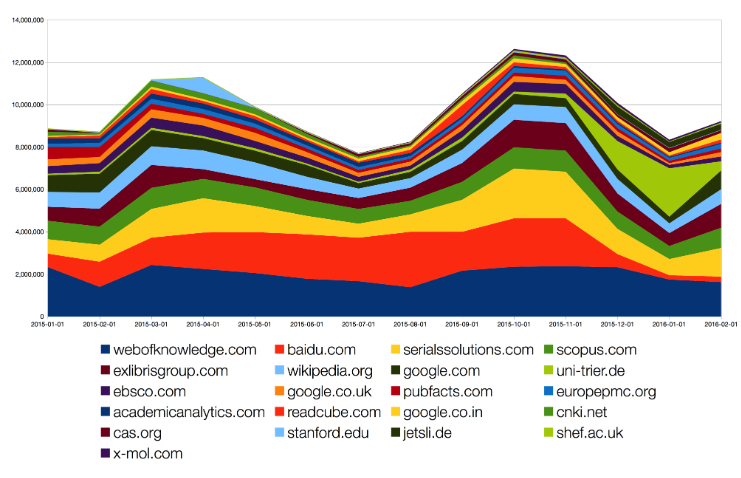 14,000,000
12,000,000
10,000,000
8,000,000
6,000,000
4,000,000
2,000,000
0
2015-01-01 2015-02-01 2015-03-01 2015-04-01 2015-05-01 2015-06-01 2015-07-01 2015-08-01 2015-09-01 2015-10-01 2015-11-01 2015-12-01 2016-01-01 2016-02-01
webofknowledge.com baidu.com serialssolutions.com scopus.com
exlibrisgroup.com wikipedia.org google.com uni-trier.de
ebsco.com google.co.uk pubfacts.com europepmc.org
academicanalytics.com readcube.com google.co.in cnki.net
cas.org stanford.edu jetsli.de shef.ac.uk
x-mol.com